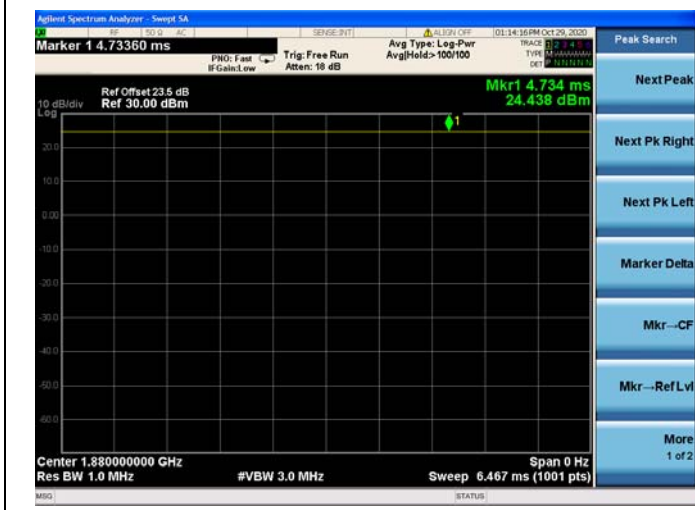 Agilent Spectrum Analyzer - Swept SA
RF 50 Ω AC SENSE:INT ALIGN OFF 01:14:16 PM Oct 29, 2020
Marker 1 4.73360 ms
PNO: Fast
IFGain:Low
Trig: Free Run
Atten: 18 dB
Avg Type: Log-Pwr
Avg|Hold:> 100/100
TRACE 1 2 3 4 5 6
TYPE
DET P N N N N N
Peak Search
Ref Offset 23.5 dB
10 dB/div Ref 30.00 dBm
Log
Mkr1 4.734 ms
24.438 dBm
1
20.0
10.0
0.00
-10.0
-20.0
-30.0
-40.0
-50.0
-60.0
Center 1.880000000 GHz Span 0 Hz
Res BW 1.0 MHz #VBW 3.0 MHz Sweep 6.467 ms (1001 pts)
MSG STATUS
Next Peak
Next Pk Right
Next Pk Left
Marker Delta
Mkr→CF
Mkr→Ref Lvl
More
1 of 2